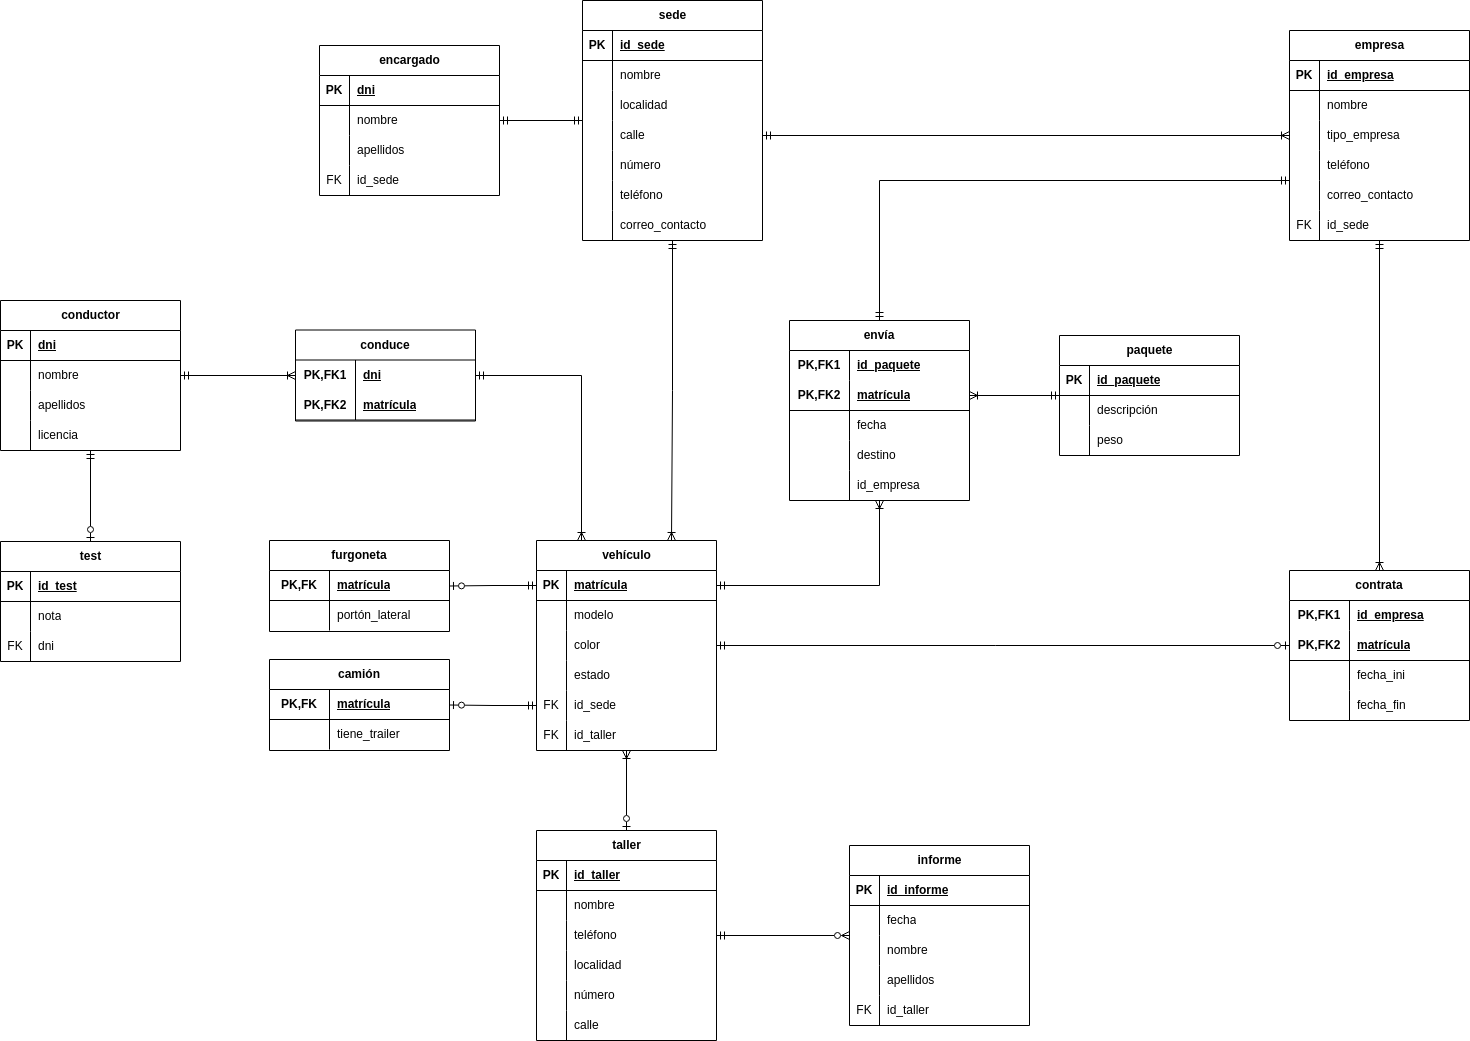 sede
PK id_sede
nombre
localidad
calle
número
teléfono
correo_contacto
encargado
PK dni
nombre
apellidos
FK id_sede
empresa
PK id_empresa
nombre
tipo_empresa
teléfono
correo_contacto
FK id_sede
conductor
PK dni
nombre
apellidos
licencia
conduce
PK,FK1 dni
PK,FK2 matrícula
envía
PK,FK1 id_paquete
PK,FK2 matrícula
fecha
destino
id_empresa
paquete
PK id_paquete
descripción
peso
test
PK id_test
nota
FK dni
furgoneta
PK,FK matrícula
portón_lateral
camión
PK,FK matrícula
tiene_trailer
vehículo
PK matrícula
modelo
color
estado
FK id_sede
FK id_taller
contrata
PK,FK1 id_empresa
PK,FK2 matrícula
fecha_ini
fecha_fin
taller
PK id_taller
nombre
teléfono
localidad
número
calle
informe
PK id_informe
fecha
nombre
apellidos
FK id_taller